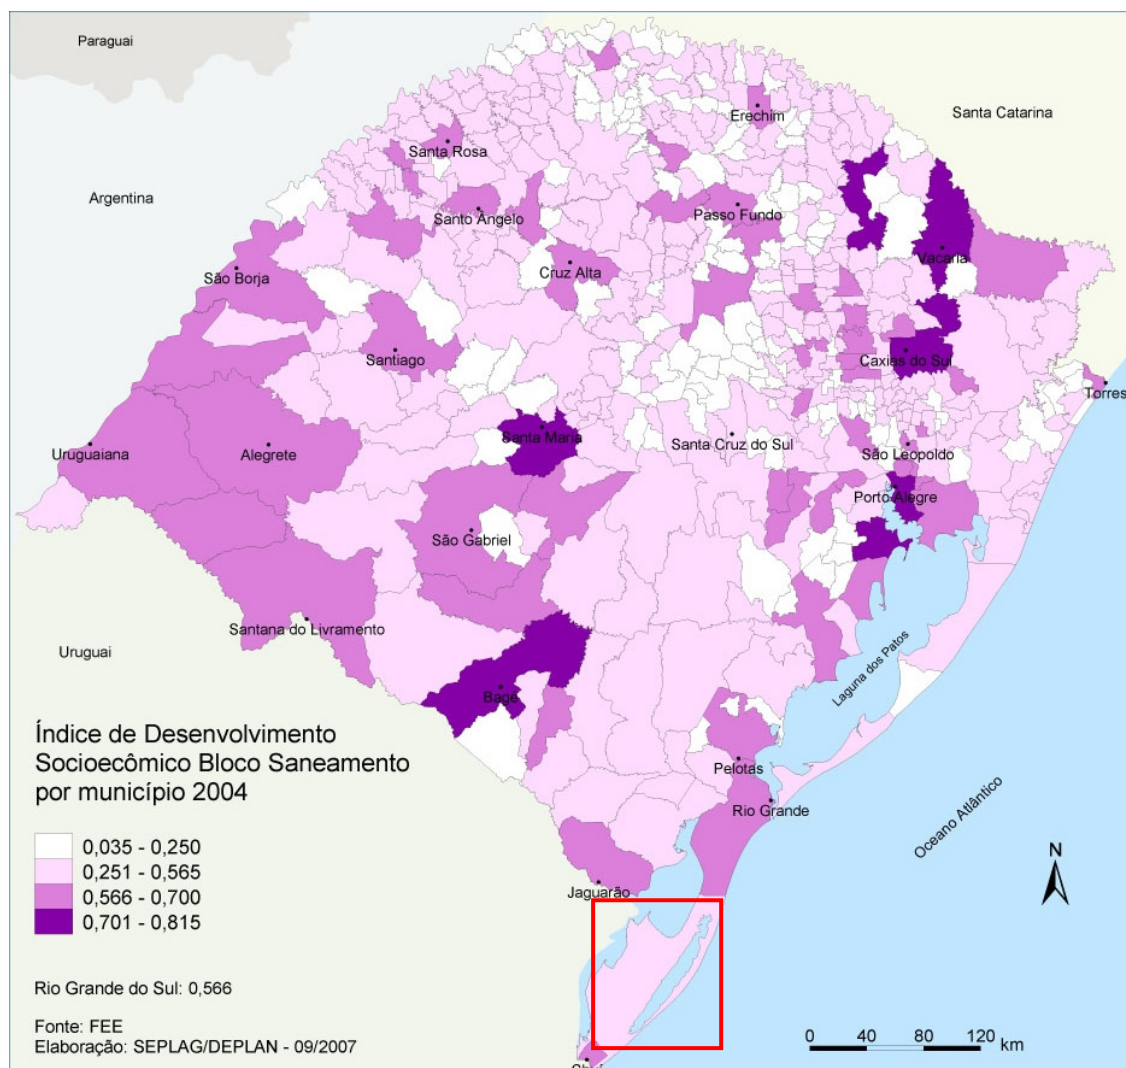 Paraguai
Santa Catarina
Erechim
Santa Rosa
Argentina
Santo Ângelo
Passo Fundo
Vacaria
São Borja
Cruz Alta
Santiago
Caxias do Sul
Torres
Santa Maria
Santa Cruz do Sul
São Leopoldo
Uruguaiana
Alegrete
Porto Alegre
São Gabriel
Santana do Livramento
Uruguai
Laguna dos Patos
Bagé
Índice de Desenvolvimento
Socioecômico Bloco Saneamento
por município 2004
Pelotas
Rio Grande
Oceano Atlântico
0,035 - 0,250
0,251 - 0,565
0,566 - 0,700
0,701 - 0,815
N
Jaguarão
Rio Grande do Sul: 0,566
Fonte: FEE
Elaboração: SEPLAG/DEPLAN - 09/2007
0 40 80 120 km